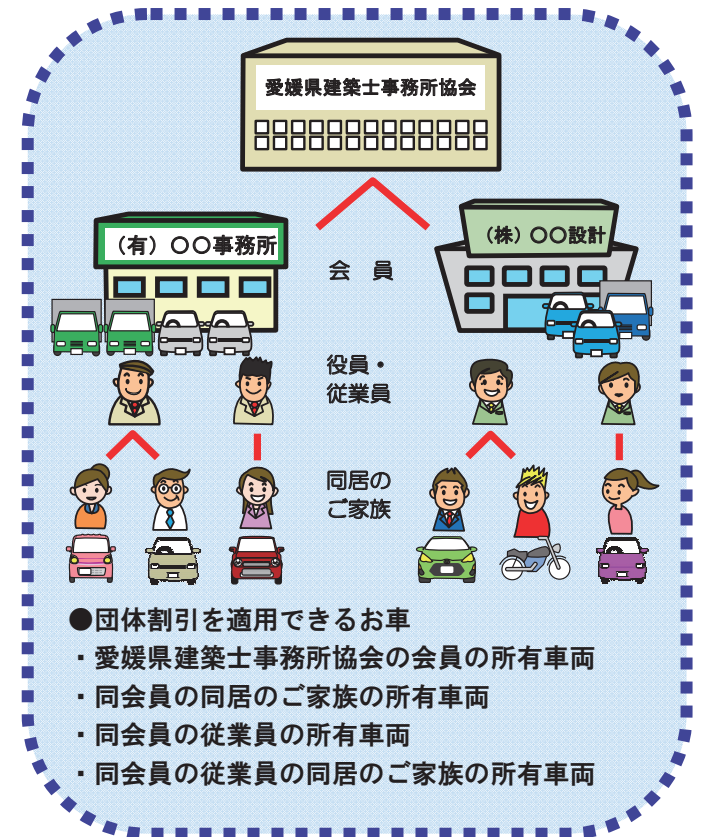 愛媛県建築士事務所協会
（有）〇〇事務所
（株）〇〇設計
会　員
役員・
従業員
同居の
ご家族
●団体割引を適用できるお車
・愛媛県建築士事務所協会の会員の所有車両
・同会員の同居のご家族の所有車両
・同会員の従業員の所有車両
・同会員の従業員の同居のご家族の所有車両